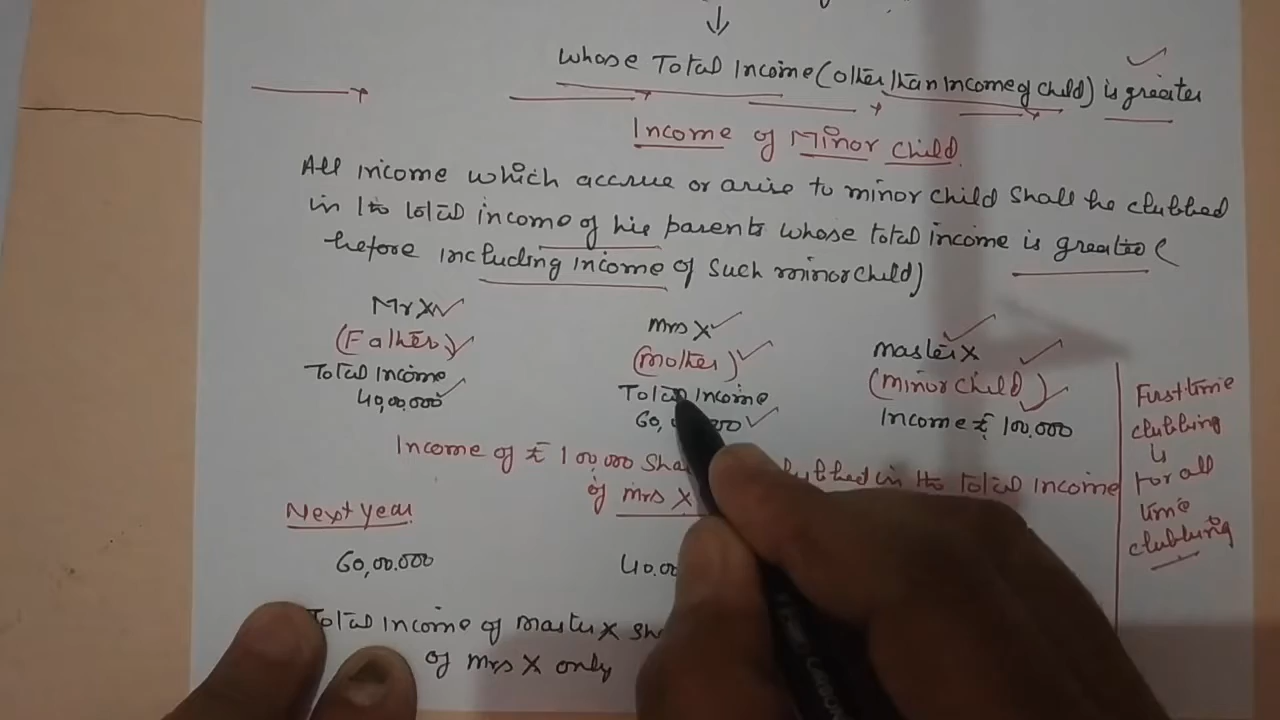 whose Total Income (other than Income of child) is greater
Income of Minor child.
All income which accrue or arise to minor child shall be clubbed
in the total income of his parents whose total income is greater (
before including income of such minor child)
Mr X
(Father)
Total Income
40,00,000
Mrs X
(Mother)
Total Income
60,
Master X
(Minor child)
Income ₹ 100,000
Income of ₹ 100,000 in the total income
of Mrs X
First time
clubbing
is
for all
time
clubbing
Next year
60,00,000
40,00
Total income of master X
of Mrs X only